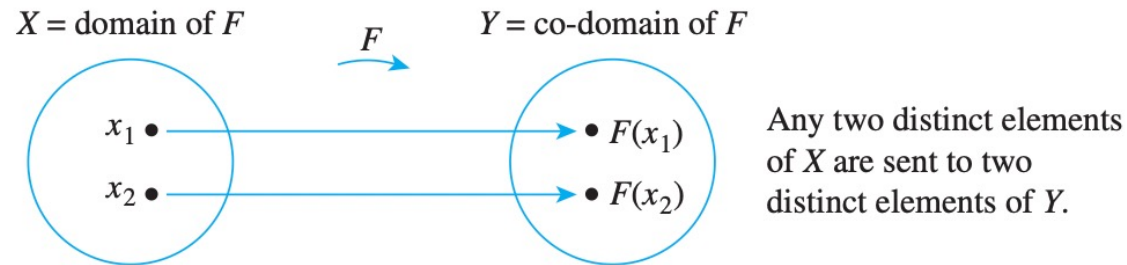 X = domain of F
F
Y = co-domain of F
x₁
F(x₁)
x₂
F(x₂)
Any two distinct elements
of X are sent to two
distinct elements of Y.